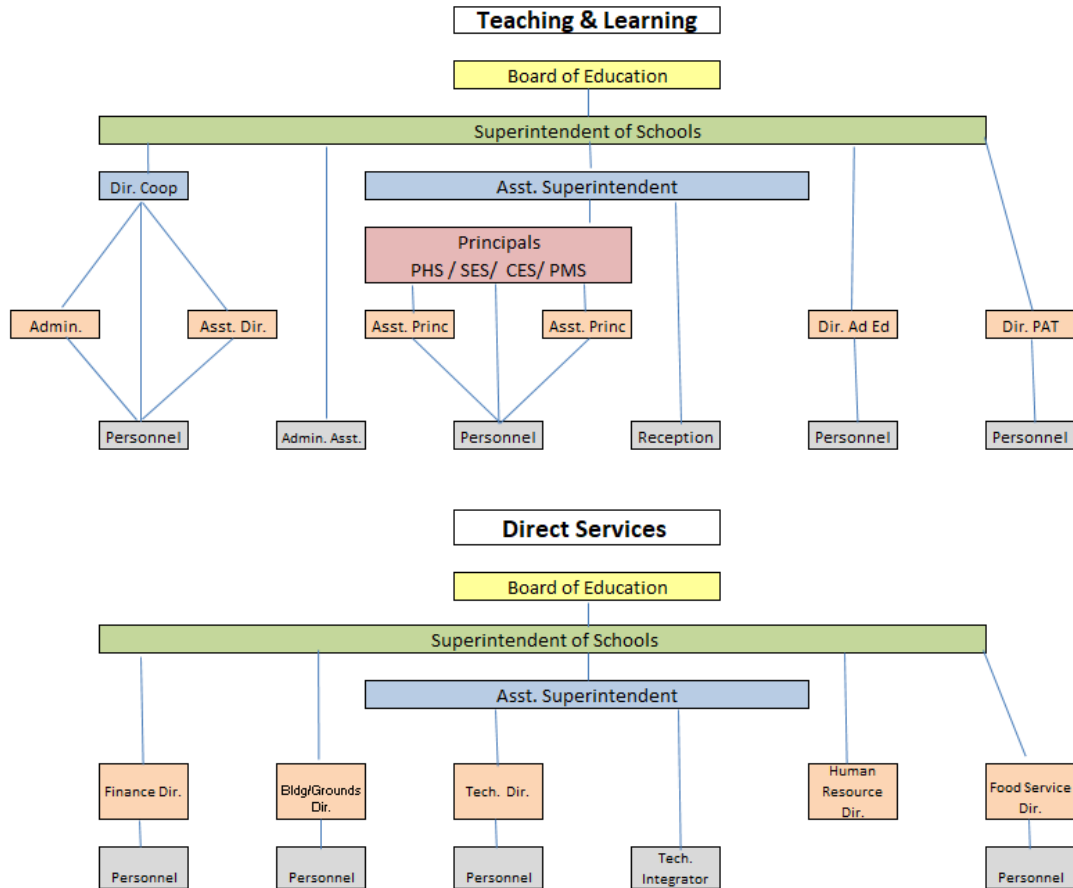 Teaching & Learning
Board of Education
Superintendent of Schools
Dir. Coop
Asst. Superintendent
Principals
PHS / SES/ CES/ PMS
Admin.
Asst. Dir.
Asst. Princ
Asst. Princ
Dir. Ad Ed
Dir. PAT
Personnel
Admin. Asst.
Personnel
Reception
Personnel
Personnel
Direct Services
Board of Education
Superintendent of Schools
Asst. Superintendent
Finance Dir.
Bldg/Grounds
Dir.
Tech. Dir.
Human
Resource
Dir.
Food Service
Dir.
Personnel
Personnel
Personnel
Tech.
Integrator
Personnel